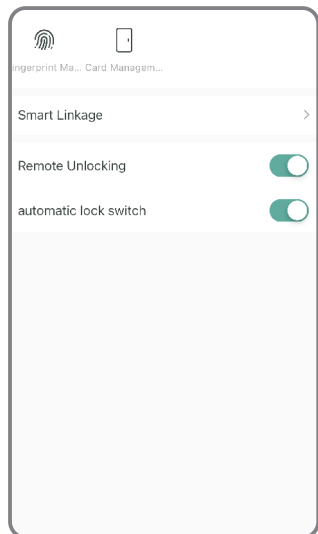 ingerprint Ma... Card Managem...
Smart Linkage
Remote Unlocking
automatic lock switch